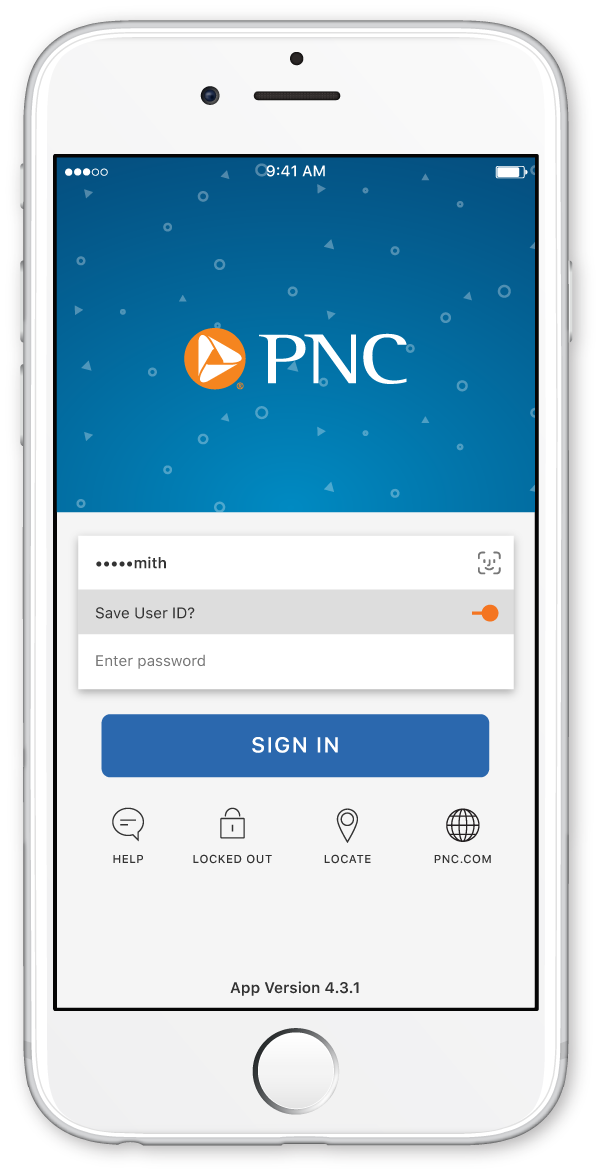 9:41 AM
PNC
®
•••••mith
Save User ID?
Enter password
SIGN IN
HELP LOCKED OUT LOCATE PNC.COM
App Version 4.3.1